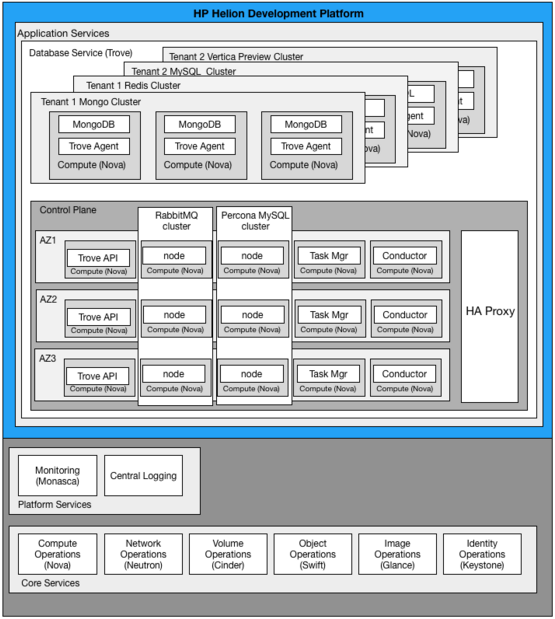 HP Helion Development Platform
Application Services
Database Service (Trove)
Tenant 2 Vertica Preview Cluster
Tenant 2 MySQL Cluster
Tenant 1 Redis Cluster
Tenant 1 Mongo Cluster
MongoDB
Trove Agent
Compute (Nova)
MongoDB
Trove Agent
Compute (Nova)
MongoDB
Trove Agent
Compute (Nova)
Control Plane
RabbitMQ
cluster
Percona MySQL
cluster
AZ1
Trove API
Compute (Nova)
node
Compute (Nova)
node
Compute (Nova)
Task Mgr
Compute (Nova)
Conductor
Compute (Nova)
AZ2
Trove API
Compute (Nova)
node
Compute (Nova)
node
Compute (Nova)
Task Mgr
Compute (Nova)
Conductor
Compute (Nova)
AZ3
Trove API
Compute (Nova)
node
Compute (Nova)
node
Compute (Nova)
Task Mgr
Compute (Nova)
Conductor
Compute (Nova)
HA Proxy
Monitoring
(Monasca)
Central Logging
Platform Services
Compute
Operations
(Nova)
Network
Operations
(Neutron)
Volume
Operations
(Cinder)
Object
Operations
(Swift)
Image
Operations
(Glance)
Identity
Operations
(Keystone)
Core Services